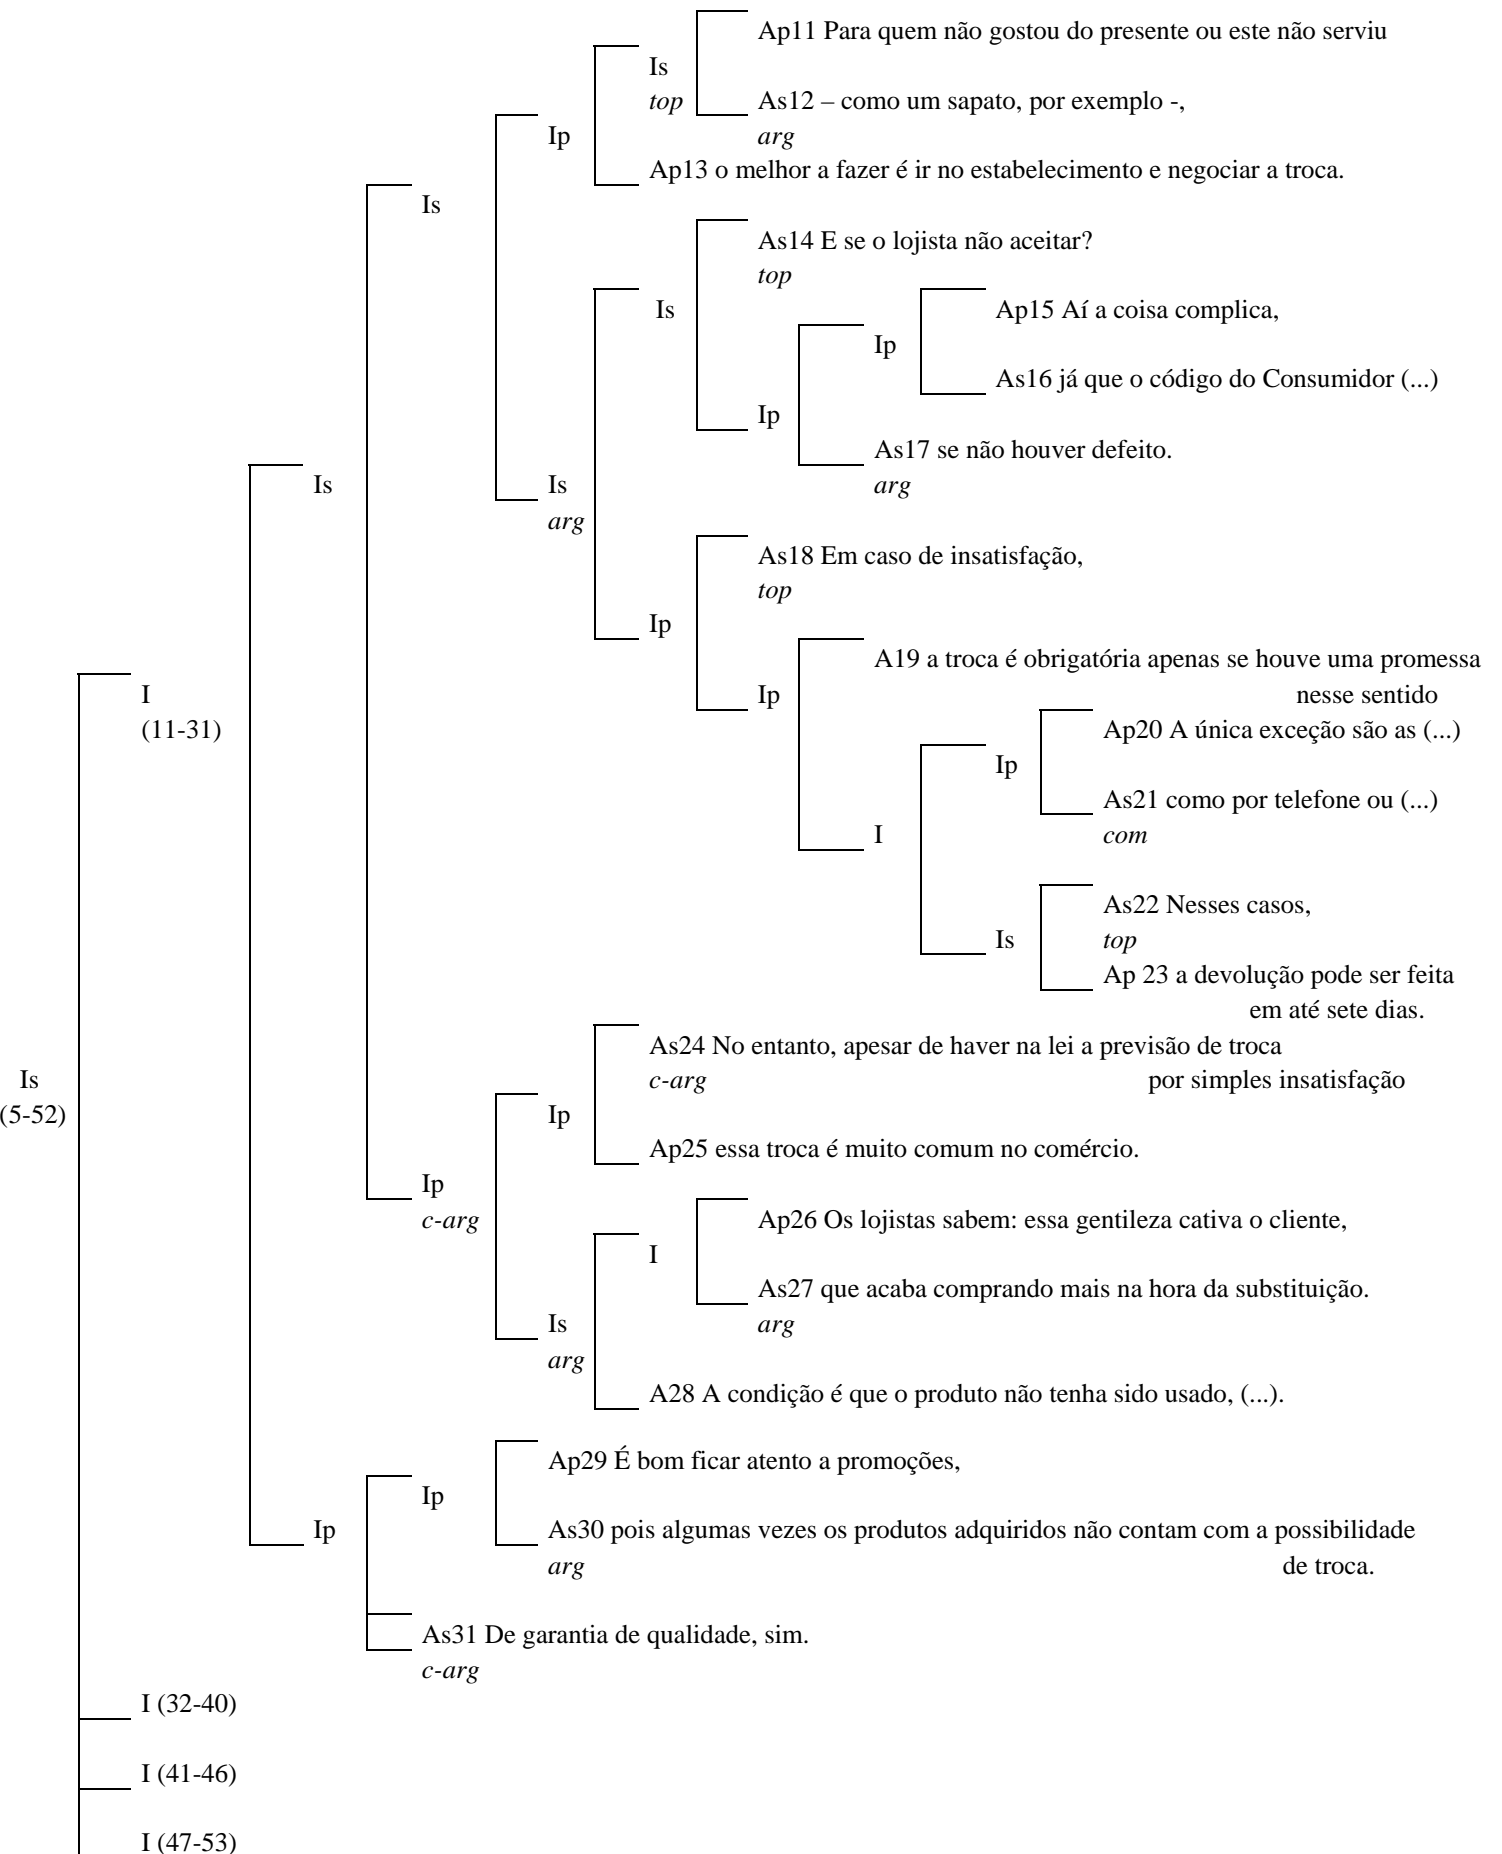 Ap11 Para quem não gostou do presente ou este não serviu
Is
top
As12 – como um sapato, por exemplo -,
arg
Ip
Ap13 o melhor a fazer é ir no estabelecimento e negociar a troca.
Is
As14 E se o lojista não aceitar?
top
Is
Ap15 Aí a coisa complica,
Ip
As16 já que o código do Consumidor (...)
Ip
As17 se não houver defeito.
arg
Is
Is
arg
As18 Em caso de insatisfação,
top
Ip
A19 a troca é obrigatória apenas se houve uma promessa
nesse sentido
Ip
I
(11-31)
Ap20 A única exceção são as (...)
Ip
As21 como por telefone ou (...)
com
I
As22 Nesses casos,
top
Is
Ap 23 a devolução pode ser feita
em até sete dias.
As24 No entanto, apesar de haver na lei a previsão de troca
c-arg
por simples insatisfação
Is
(5-52)
Ip
Ap25 essa troca é muito comum no comércio.
Ip
c-arg
Ap26 Os lojistas sabem: essa gentileza cativa o cliente,
I
As27 que acaba comprando mais na hora da substituição.
arg
Is
arg
A28 A condição é que o produto não tenha sido usado, (...).
Ap29 É bom ficar atento a promoções,
Ip
Ip
As30 pois algumas vezes os produtos adquiridos não contam com a possibilidade
arg
de troca.
As31 De garantia de qualidade, sim.
c-arg
I (32-40)
I (41-46)
I (47-53)